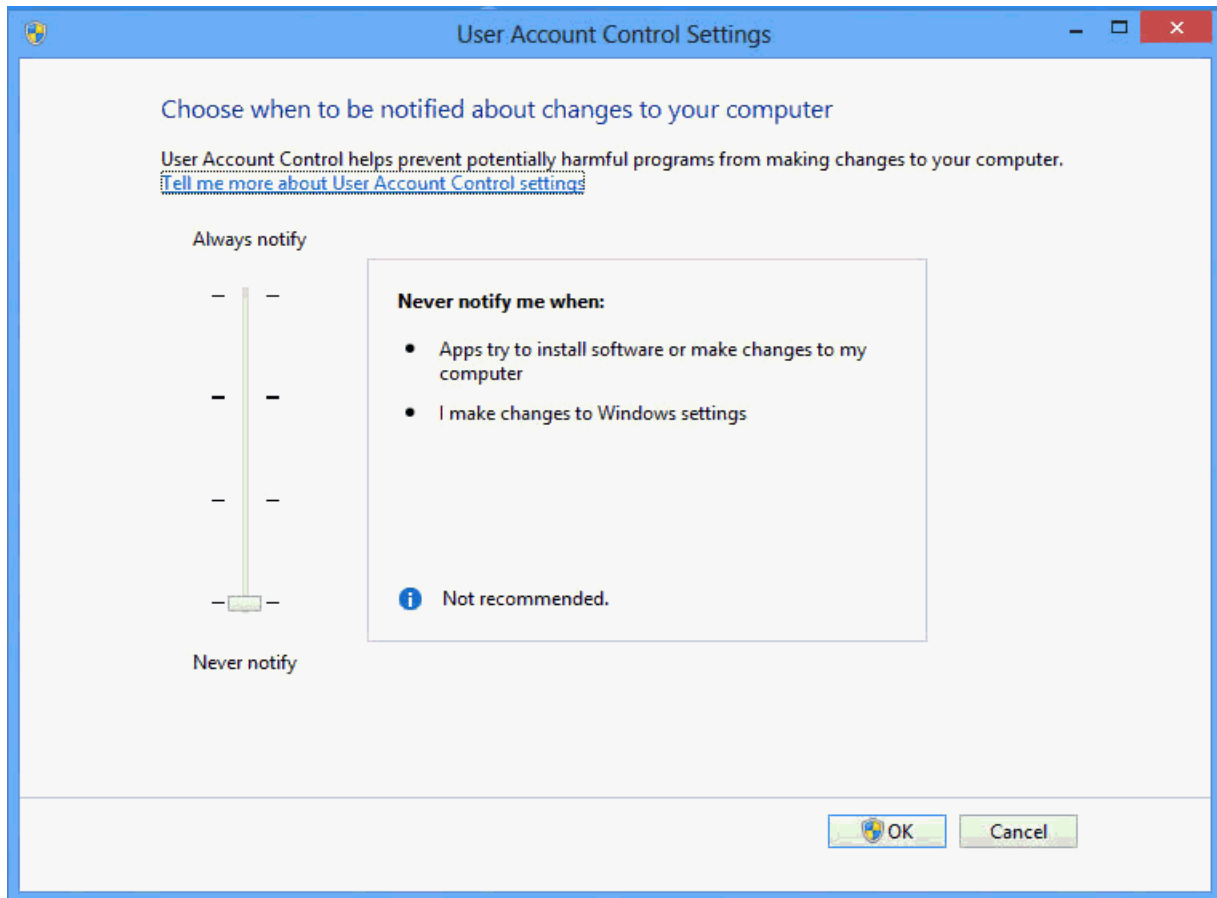 User Account Control Settings
Choose when to be notified about changes to your computer
User Account Control helps prevent potentially harmful programs from making changes to your computer.
Tell me more about User Account Control settings
Always notify
Never notify me when:
Apps try to install software or make changes to my
computer
I make changes to Windows settings
Not recommended.
Never notify
OK
Cancel